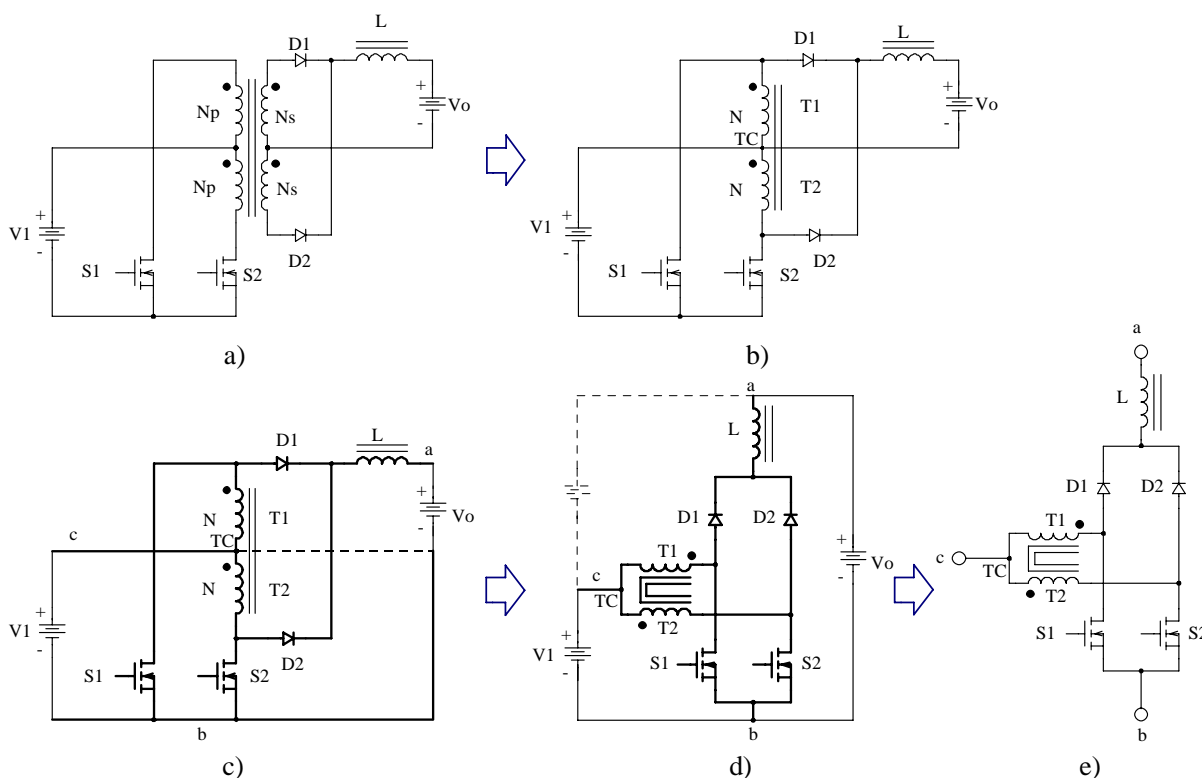 L
D1
+
Np
Ns
Vo
-
Np
Ns
+
V1
-
D2
S1
S2
a)
L
D1
+
T1
N
Vo
TC
-
N
T2
+
V1
-
D2
S1
S2
b)
L
D1
a
+
T1
N
Vo
c
TC
-
N
T2
+
V1
-
D2
S1
S2
b
c)
a
L
D1
D2
+
T1
Vo
c
-
TC
+
T2
V1
-
S1
S2
b
d)
a
L
D1
D2
T1
c
TC
T2
S1
S2
b
e)